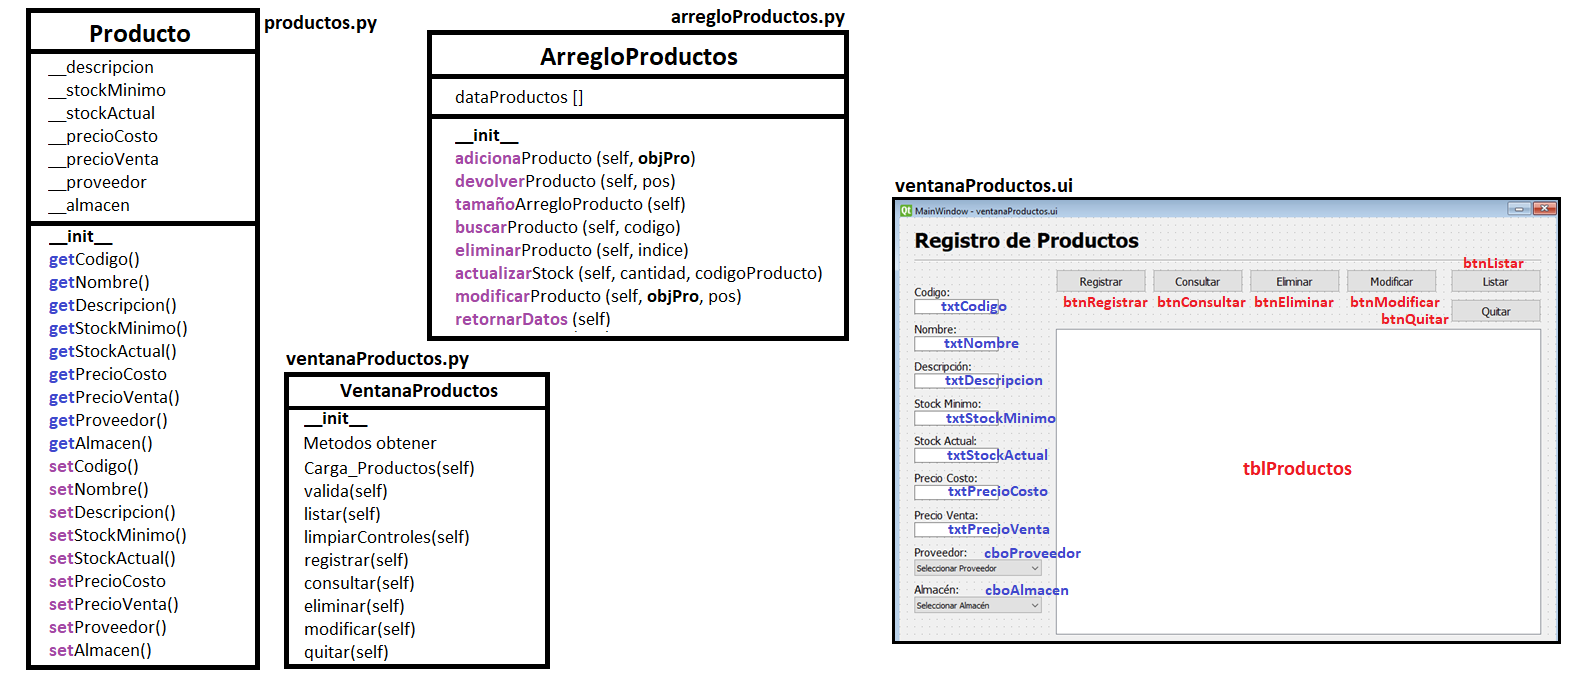 productos.py
Producto
__descripcion
__stockMinimo
__stockActual
__precioCosto
__precioVenta
__proveedor
__almacen
__init__
getCodigo()
getNombre()
getDescripcion()
getStockMinimo()
getStockActual()
getPrecioCosto
getPrecioVenta()
getProveedor()
getAlmacen()
setCodigo()
setNombre()
setDescripcion()
setStockMinimo()
setStockActual()
setPrecioCosto
setPrecioVenta()
setProveedor()
setAlmacen()
arregloProductos.py
ArregloProductos
dataProductos []
__init__
adicionaProducto (self, objPro)
devolverProducto (self, pos)
tamañoArregloProducto (self)
buscarProducto (self, codigo)
eliminarProducto (self, indice)
actualizarStock (self, cantidad, codigoProducto)
modificarProducto (self, objPro, pos)
retornarDatos (self)
ventanaProductos.py
VentanaProductos
__init__
Metodos obtener
Carga_Productos(self)
valida(self)
listar(self)
limpiarControles(self)
registrar(self)
consultar(self)
eliminar(self)
modificar(self)
quitar(self)
ventanaProductos.ui
Qt MainWindow - ventanaProductos.ui
Registro de Productos
btnListar
Registrar Consultar Eliminar Modificar Listar
btnRegistrar btnConsultar btnEliminar btnModificar
btnQuitar Quitar
Codigo:
txtCodigo
Nombre:
txtNombre
Descripción:
txtDescripcion
Stock Minimo:
txtStockMinimo
Stock Actual:
txtStockActual
Precio Costo:
txtPrecioCosto
Precio Venta:
txtPrecioVenta
Proveedor: cboProveedor
Seleccionar Proveedor
Almacén: cboAlmacen
Seleccionar Almacén
tblProductos